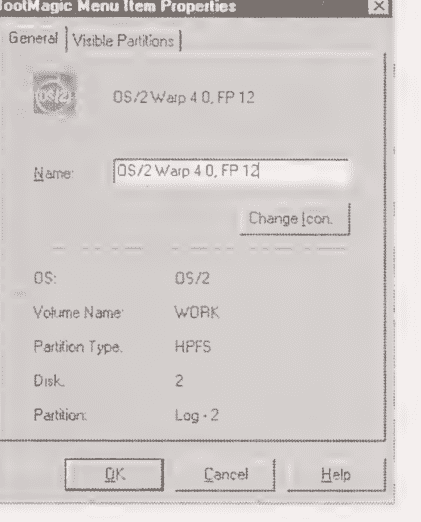 BootMagic Menu Item Properties
General Visible Partitions
OS/2 OS/2 Warp 4.0, FP 12
Name: OS/2 Warp 4.0, FP 12
Change Icon.
OS: OS/2
Volume Name: WORK
Partition Type. HPFS
Disk. 2
Partition: Log - 2
OK Cancel Help